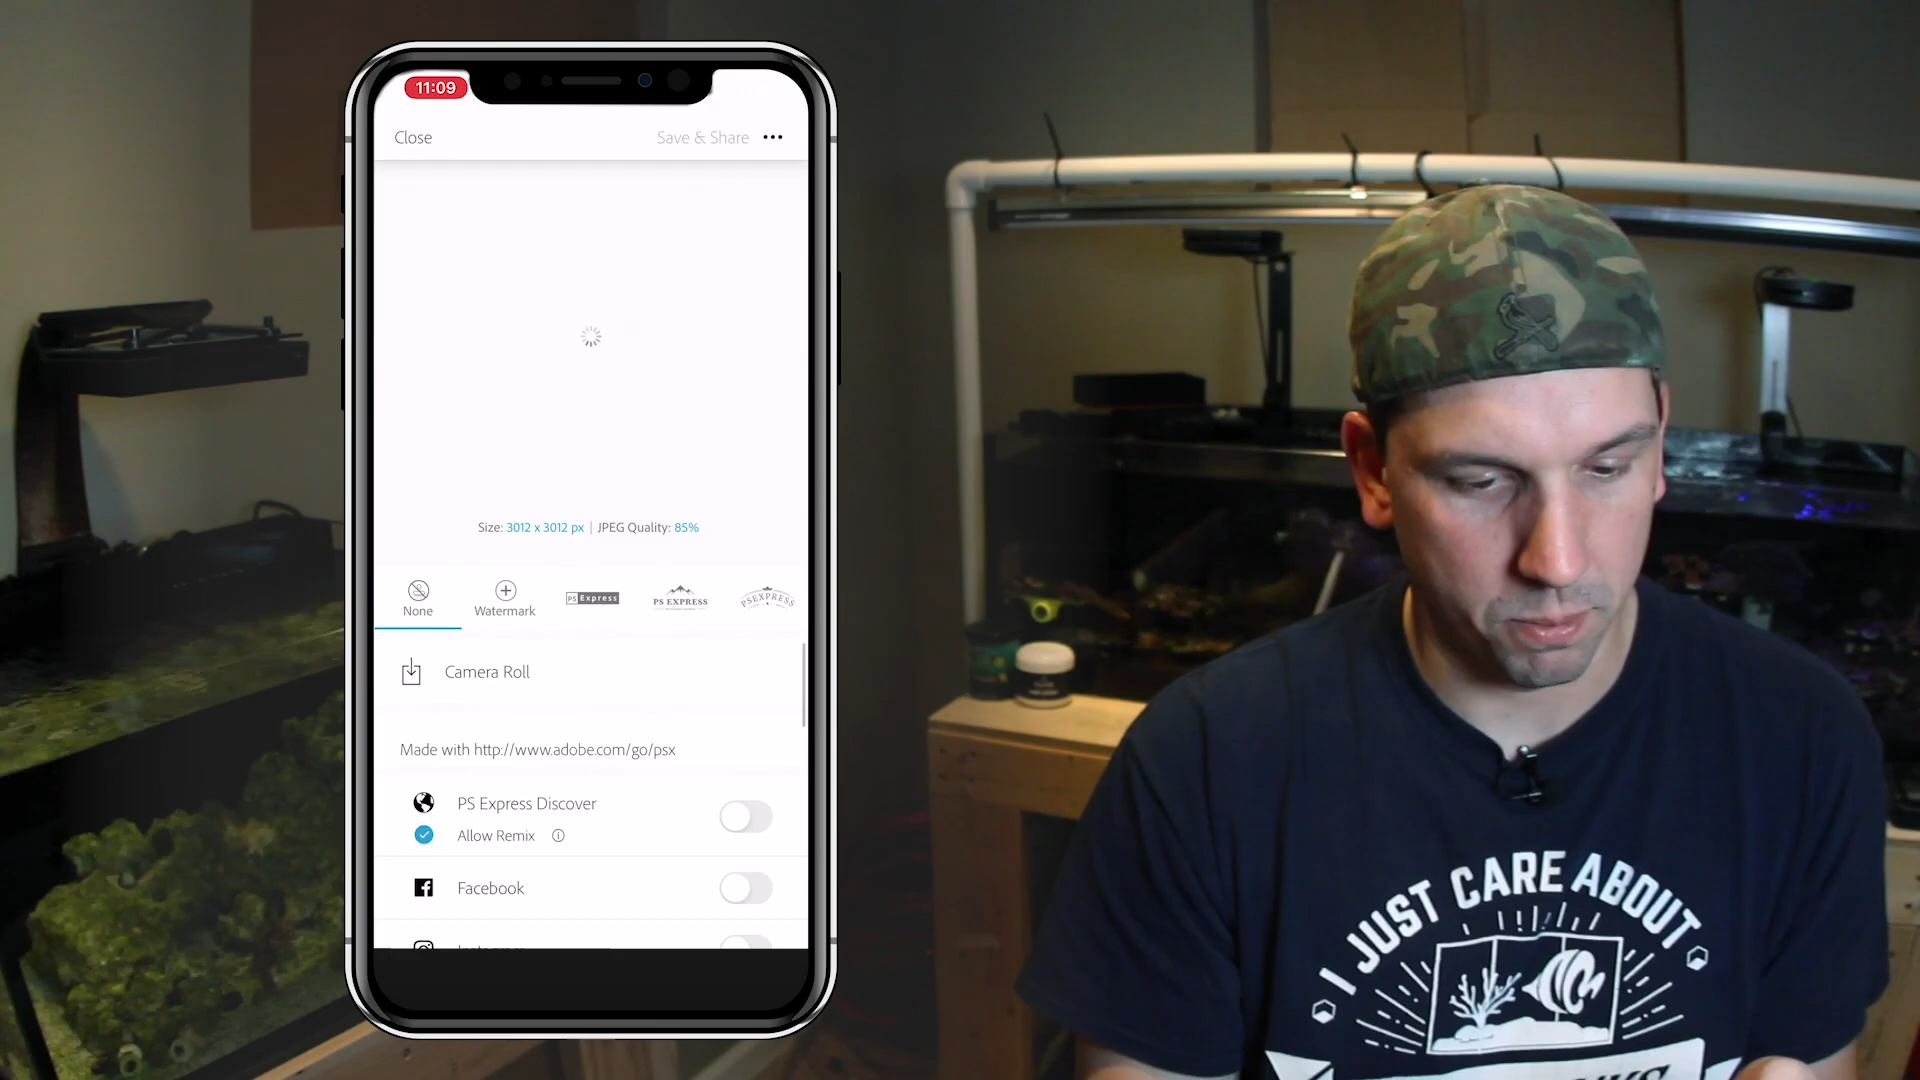 11:09
Close Save & Share
Size: 3012 x 3012 px | JPEG Quality: 85%
None Watermark PS Express PS EXPRESS PSEXPRESS
Camera Roll
Made with http://www.adobe.com/go/psx
PS Express Discover
Allow Remix
Facebook
I JUST CARE ABOUT